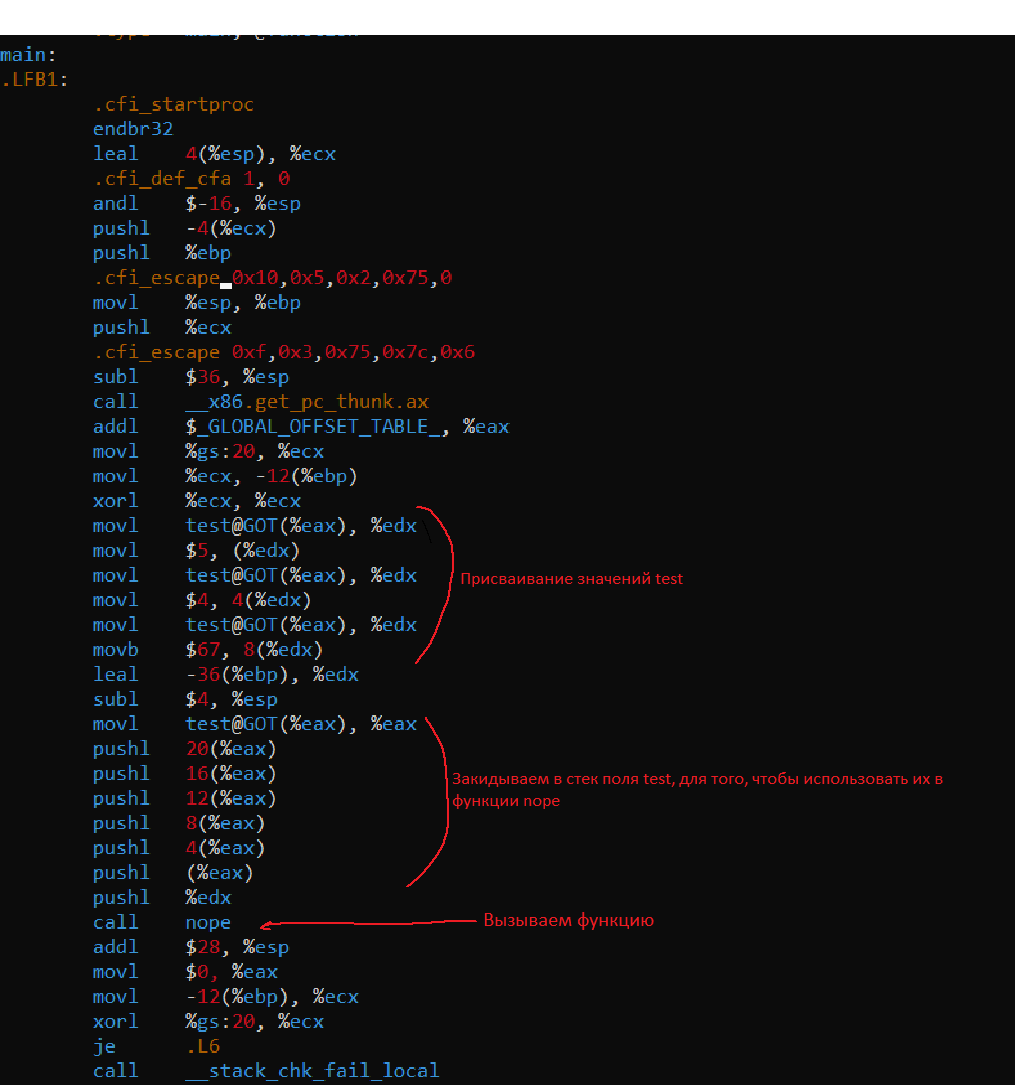 main:
.LFB1:
.cfi_startproc
endbr32
leal 4(%esp), %ecx
.cfi_def_cfa 1, 0
andl $-16, %esp
pushl -4(%ecx)
pushl %ebp
.cfi_escape 0x10,0x5,0x2,0x75,0
movl %esp, %ebp
pushl %ecx
.cfi_escape 0xf,0x3,0x75,0x7c,0x6
subl $36, %esp
call __x86.get_pc_thunk.ax
addl $_GLOBAL_OFFSET_TABLE_, %eax
movl %gs:20, %ecx
movl %ecx, -12(%ebp)
xorl %ecx, %ecx
movl test@GOT(%eax), %edx
movl $5, (%edx)
movl test@GOT(%eax), %edx
Присваивание значений test
movl $4, 4(%edx)
movl test@GOT(%eax), %edx
movb $67, 8(%edx)
leal -36(%ebp), %edx
subl $4, %esp
movl test@GOT(%eax), %eax
pushl 20(%eax)
pushl 16(%eax)
Закидываем в стек поля test, для того, чтобы использовать их в
pushl 12(%eax)
функции nope
pushl 8(%eax)
pushl 4(%eax)
pushl (%eax)
pushl %edx
call nope
Вызываем функцию
addl $28, %esp
movl $0, %eax
movl -12(%ebp), %ecx
xorl %gs:20, %ecx
je .L6
call __stack_chk_fail_local